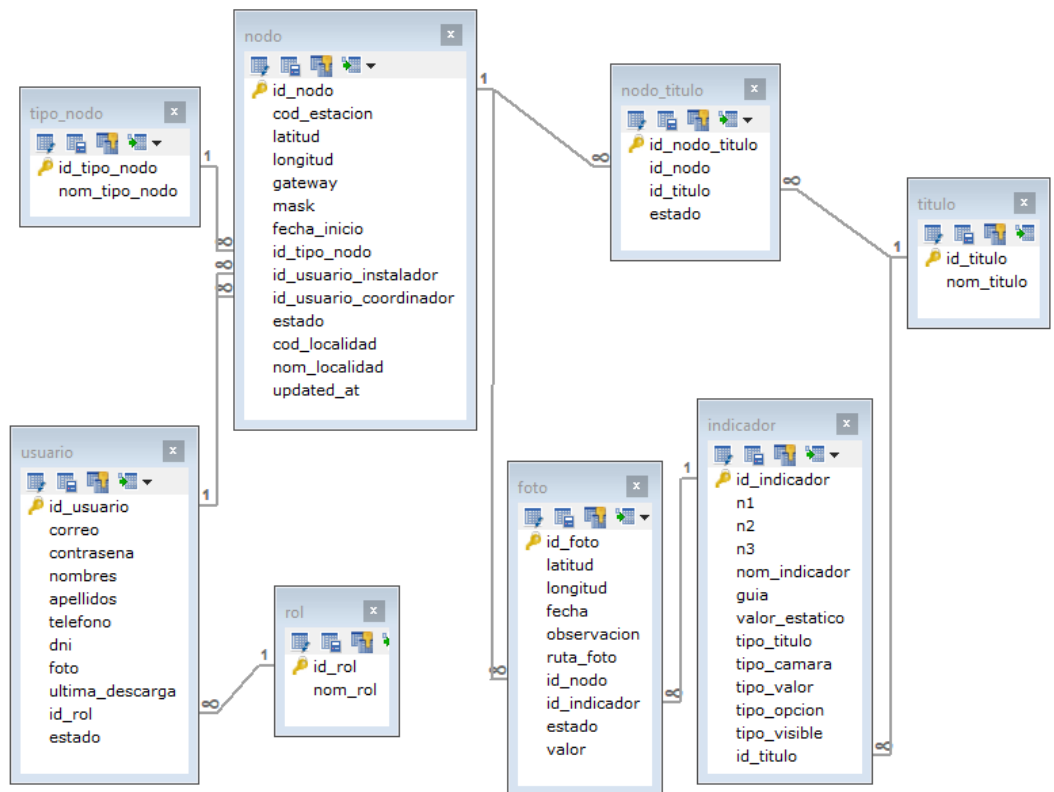 nodo
x
id_nodo
cod_estacion
latitud
longitud
gateway
mask
fecha_inicio
id_tipo_nodo
id_usuario_instalador
id_usuario_coordinador
estado
cod_localidad
nom_localidad
updated_at
tipo_nodo
x
id_tipo_nodo
nom_tipo_nodo
1
∞
∞
∞
1
∞
nodo_titulo
x
id_nodo_titulo
id_nodo
id_titulo
estado
∞
1
titulo
x
id_titulo
nom_titulo
usuario
x
id_usuario
correo
contrasena
nombres
apellidos
telefono
dni
foto
ultima_descarga
id_rol
estado
1
∞
1
rol
x
id_rol
nom_rol
foto
x
id_foto
latitud
longitud
fecha
observacion
ruta_foto
id_nodo
id_indicador
estado
valor
∞
∞
1
indicador
x
id_indicador
n1
n2
n3
nom_indicador
guia
valor_estatico
tipo_titulo
tipo_camara
tipo_valor
tipo_opcion
tipo_visible
id_titulo
∞